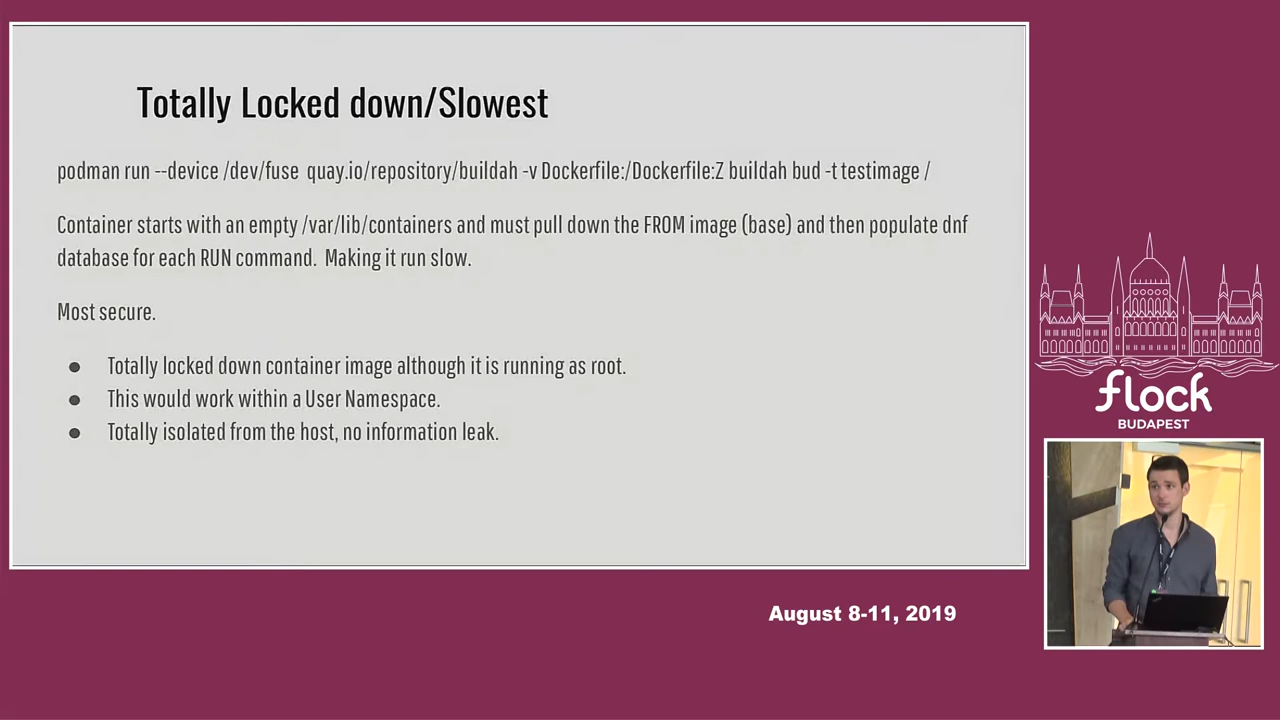 Totally Locked down/Slowest
podman run --device /dev/fuse quay.io/repository/buildah -v Dockerfile:/Dockerfile:Z buildah bud -t testimage /
Container starts with an empty /var/lib/containers and must pull down the FROM image (base) and then populate dnf
database for each RUN command. Making it run slow.
Most secure.
● Totally locked down container image although it is running as root.
● This would work within a User Namespace.
● Totally isolated from the host, no information leak.
flock
BUDAPEST
August 8-11, 2019